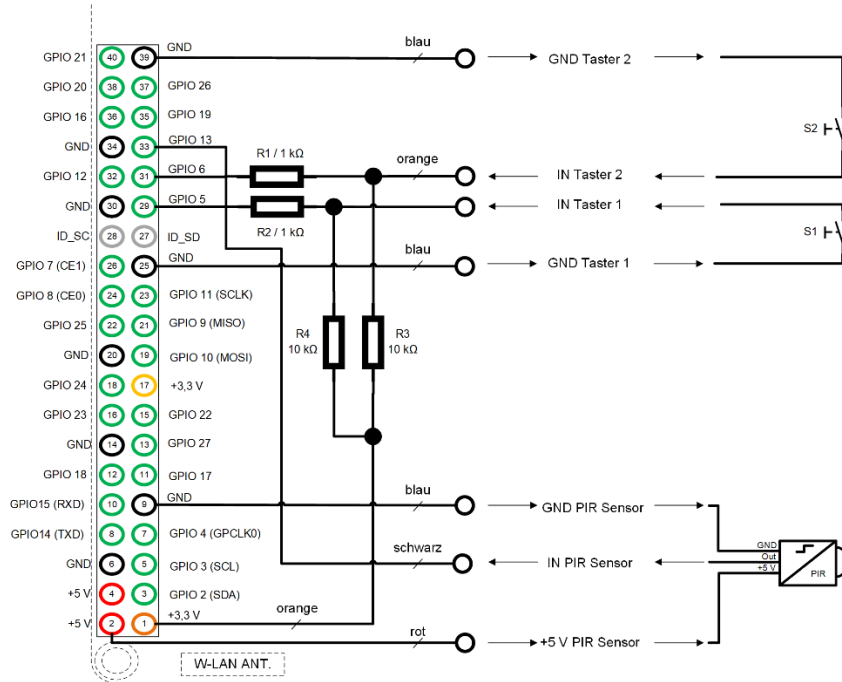 GND
blau
GPIO 21 40 39 GND Taster 2
GPIO 20 38 37 GPIO 26
GPIO 16 36 35 GPIO 19
S2
GND 34 33 GPIO 13
R1 / 1 kΩ
orange
GPIO 12 32 31 GPIO 6 IN Taster 2
GND 30 29 GPIO 5 IN Taster 1
R2 / 1 kΩ
S1
ID_SC 28 27 ID_SD
blau
GPIO 7 (CE1) 26 25 GND GND Taster 1
GPIO 8 (CE0) 24 23 GPIO 11 (SCLK)
GPIO 25 22 21 GPIO 9 (MISO)
R4
10 kΩ
R3
10 kΩ
GND 20 19 GPIO 10 (MOSI)
GPIO 24 18 17 +3,3 V
GPIO 23 16 15 GPIO 22
GND 14 13 GPIO 27
GPIO 18 12 11 GPIO 17
blau
GPIO15 (RXD) 10 9 GND GND PIR Sensor
GPIO14 (TXD) 8 7 GPIO 4 (GPCLK0)
schwarz
GND
Out
+5 V
PIR
GND 6 5 GPIO 3 (SCL) IN PIR Sensor
+5 V 4 3 GPIO 2 (SDA)
orange
+5 V 2 1 +3,3 V
rot
+5 V PIR Sensor
W-LAN ANT.